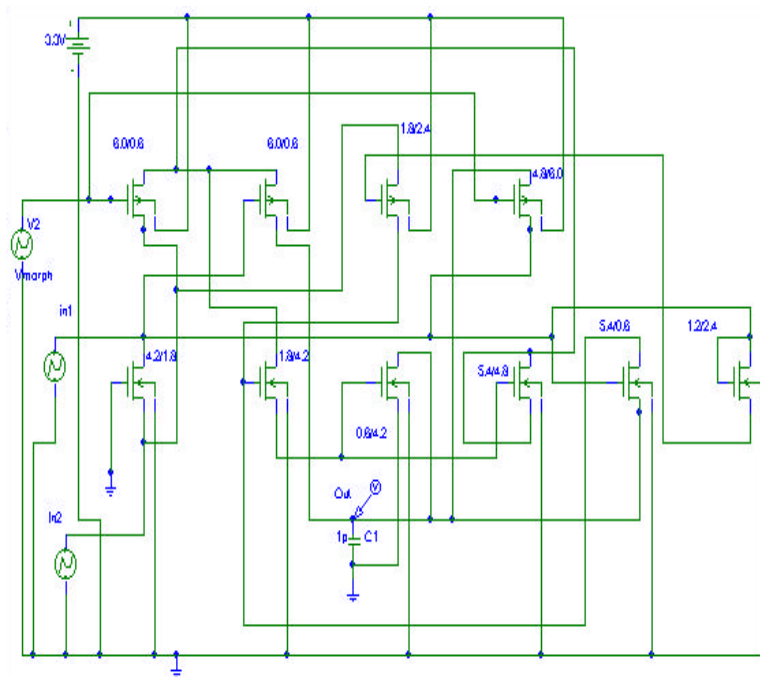 3.3V
1.8/2.4
6.0/0.6
6.0/0.6
4.8/6.0
V2
Vmorph
in1
4.2/1.8
1.8/4.2
5.4/4.8
5.4/0.6
1.2/2.4
0.6/4.2
Out
V
In2
1p
C1